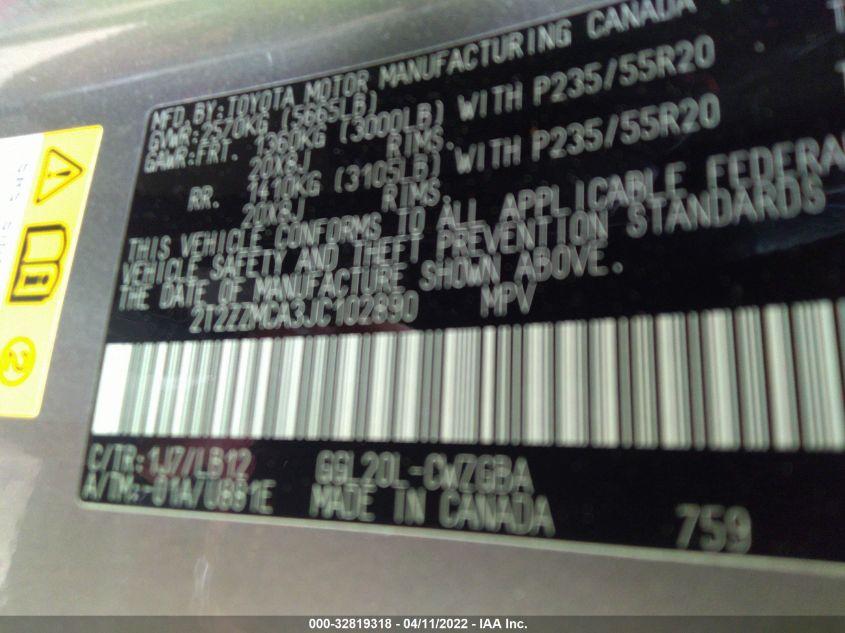 MFD.BY:TOYOTA MOTOR MANUFACTURING CANADA
GVWR:2570KG (5665LB)
GAWR:FRT. 1360KG (3000LB) WITH P235/55R20
20X8J RIMS.
RR. 1410KG (3105LB) WITH P235/55R20
20X8J RIMS.
THIS VEHICLE CONFORMS TO ALL APPLICABLE FEDERA
VEHICLE SAFETY AND THEFT PREVENTION STANDARDS
THE DATE OF MANUFACTURE SHOWN ABOVE.
2T2ZZMCA3JC102890 MPV
C/TR:1J7/LB12 GGL20L-CWZGBA
A/TM:-01A/U881E MADE IN CANADA
759
2
000-32819318 - 04/11/2022 - IAA Inc.